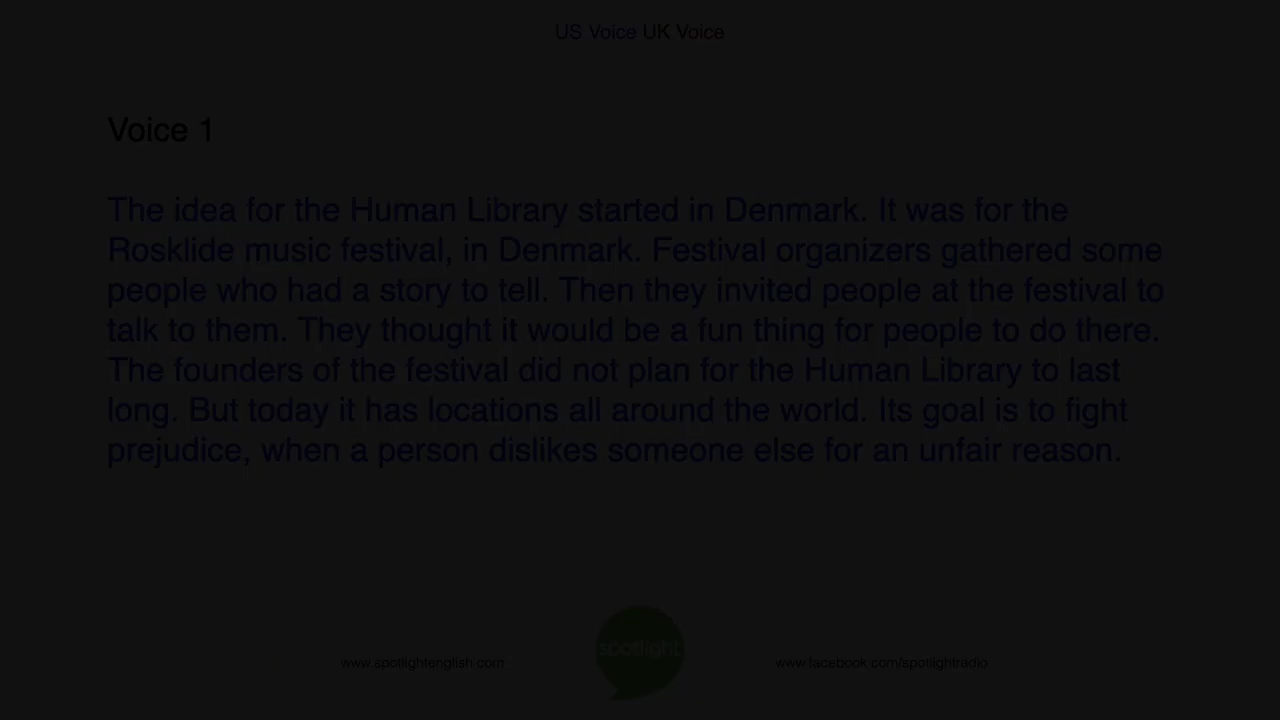 US Voice UK Voice
Voice 1
The idea for the Human Library started in Denmark. It was for the
Rosklide music festival, in Denmark. Festival organizers gathered some
people who had a story to tell. Then they invited people at the festival to
talk to them. They thought it would be a fun thing for people to do there.
The founders of the festival did not plan for the Human Library to last
long. But today it has locations all around the world. Its goal is to fight
prejudice, when a person dislikes someone else for an unfair reason.
spotlight
www.spotlightenglish.com
www.facebook.com/spotlightradio